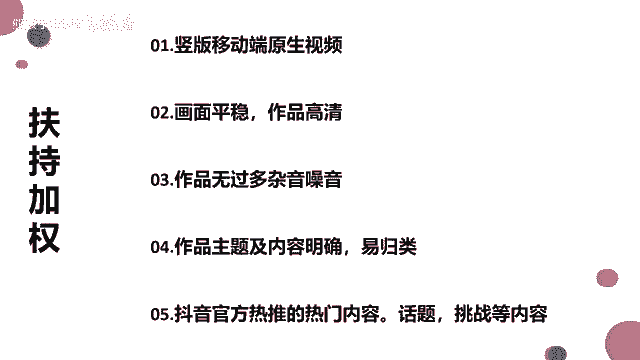 扶持加权
01.竖版移动端原生视频
02.画面平稳，作品高清
03.作品无过多杂音噪音
04.作品主题及内容明确，易归类
05.抖音官方热推的热门内容。话题，挑战等内容